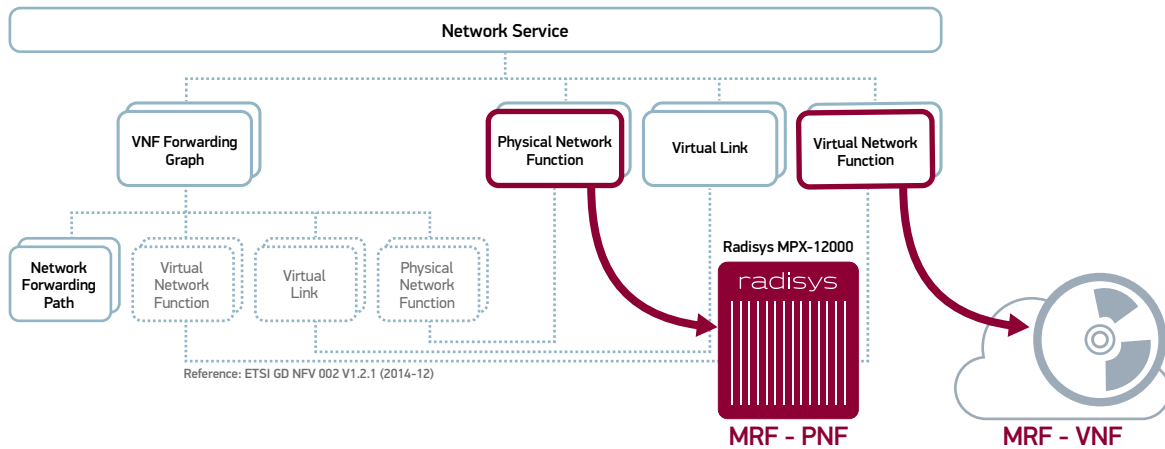 Network Service
VNF Forwarding
Graph
Physical Network
Function
Virtual Link
Virtual Network
Function
Radisys MPX-12000
radisys
Network
Forwarding
Path
Virtual
Network
Function
Virtual
Link
Physical
Network
Function
Reference: ETSI GD NFV 002 V1.2.1 (2014-12)
MRF - PNF
MRF - VNF